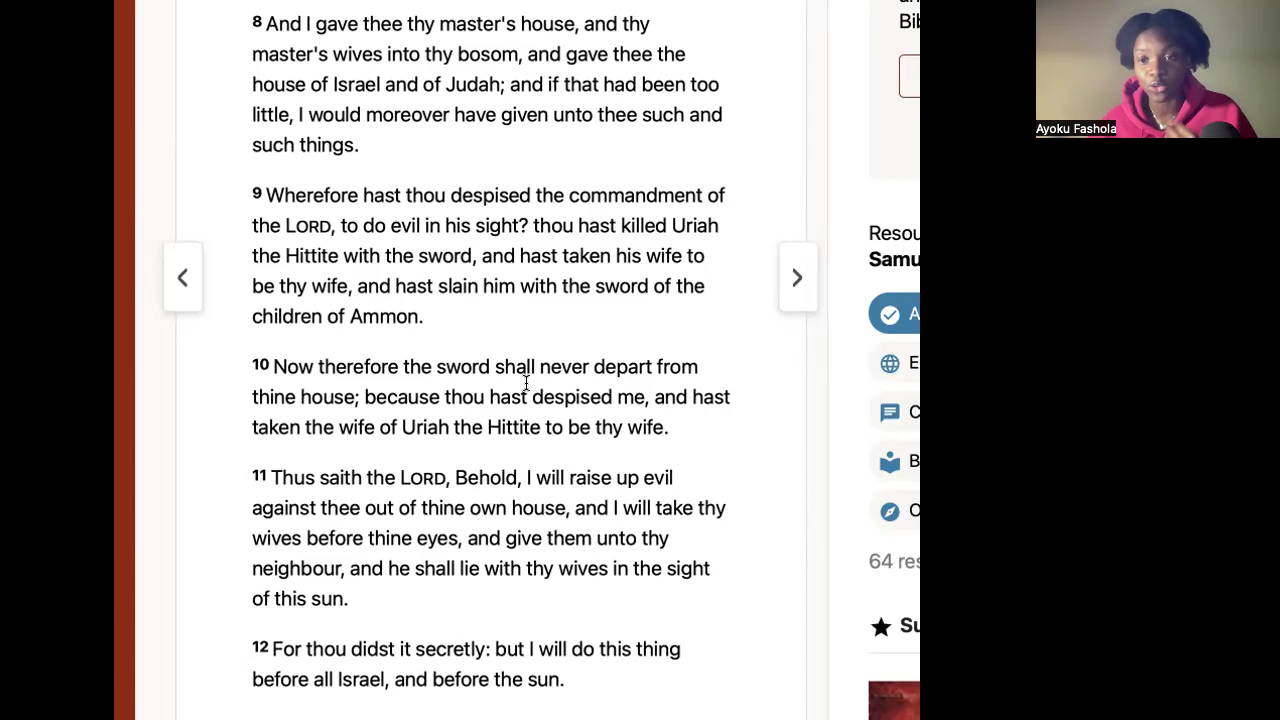 8 And I gave thee thy master's house, and thy
master's wives into thy bosom, and gave thee the
house of Israel and of Judah; and if that had been too
little, I would moreover have given unto thee such and
such things.
9 Wherefore hast thou despised the commandment of
the LORD, to do evil in his sight? thou hast killed Uriah
the Hittite with the sword, and hast taken his wife to
be thy wife, and hast slain him with the sword of the
children of Ammon.
10 Now therefore the sword shall never depart from
thine house; because thou hast despised me, and hast
taken the wife of Uriah the Hittite to be thy wife.
11 Thus saith the LORD, Behold, I will raise up evil
against thee out of thine own house, and I will take thy
wives before thine eyes, and give them unto thy
neighbour, and he shall lie with thy wives in the sight
of this sun.
12 For thou didst it secretly: but I will do this thing
before all Israel, and before the sun.
Bib
Resou
Samu
A
E
C
B
O
64 res
Su
Ayoku Fashola